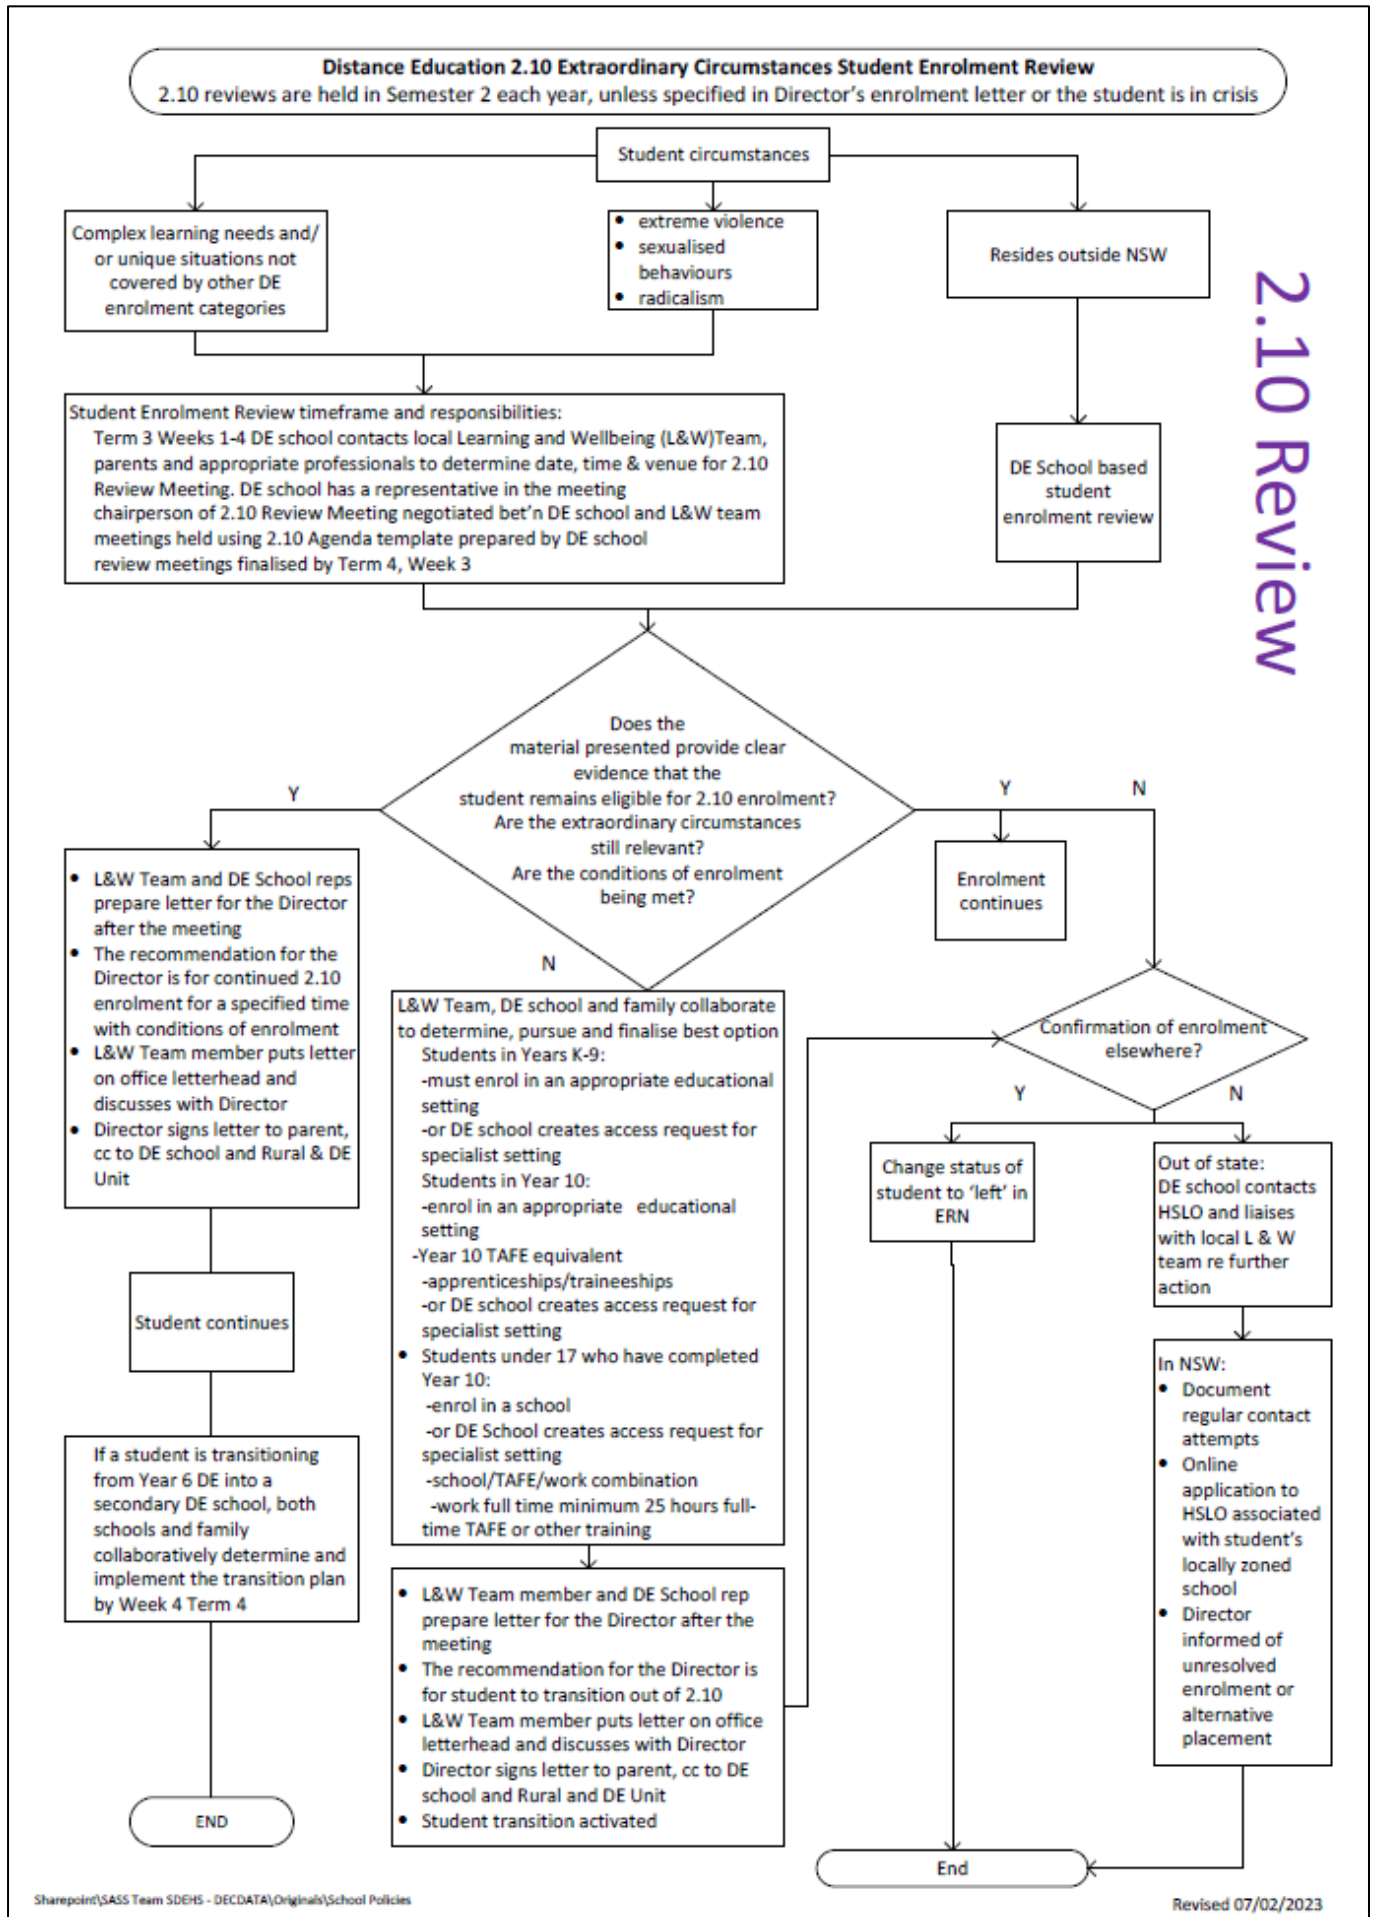 Distance Education 2.10 Extraordinary Circumstances Student Enrolment Review
2.10 reviews are held in Semester 2 each year, unless specified in Director's enrolment letter or the student is in crisis
Student circumstances
Complex learning needs and/
or unique situations not
covered by other DE
enrolment categories
• extreme violence
• sexualised
behaviours
• radicalism
Resides outside NSW
2.10 Review
Student Enrolment Review timeframe and responsibilities:
Term 3 Weeks 1-4 DE school contacts local Learning and Wellbeing (L&W)Team,
parents and appropriate professionals to determine date, time & venue for 2.10
Review Meeting. DE school has a representative in the meeting
chairperson of 2.10 Review Meeting negotiated bet'n DE school and L&W team
meetings held using 2.10 Agenda template prepared by DE school
review meetings finalised by Term 4, Week 3
DE School based
student
enrolment review
Does the
material presented provide clear
evidence that the
student remains eligible for 2.10 enrolment?
Are the extraordinary circumstances
still relevant?
Are the conditions of enrolment
being met?
Y
Y
N
N
• L&W Team and DE School reps
prepare letter for the Director
after the meeting
• The recommendation for the
Director is for continued 2.10
enrolment for a specified time
with conditions of enrolment
• L&W Team member puts letter
on office letterhead and
discusses with Director
• Director signs letter to parent,
cc to DE school and Rural & DE
Unit
Student continues
If a student is transitioning
from Year 6 DE into a
secondary DE school, both
schools and family
collaboratively determine and
implement the transition plan
by Week 4 Term 4
END
L&W Team, DE school and family collaborate
to determine, pursue and finalise best option
Students in Years K-9:
-must enrol in an appropriate educational
setting
-or DE school creates access request for
specialist setting
Students in Year 10:
-enrol in an appropriate educational
setting
-Year 10 TAFE equivalent
-apprenticeships/traineeships
-or DE school creates access request for
specialist setting
• Students under 17 who have completed
Year 10:
-enrol in a school
-or DE School creates access request for
specialist setting
-school/TAFE/work combination
-work full time minimum 25 hours full-
time TAFE or other training
• L&W Team member and DE School rep
prepare letter for the Director after the
meeting
• The recommendation for the Director is
for student to transition out of 2.10
• L&W Team member puts letter on office
letterhead and discusses with Director
• Director signs letter to parent, cc to DE
school and Rural and DE Unit
• Student transition activated
Enrolment
continues
Confirmation of enrolment
elsewhere?
Y
N
Change status of
student to 'left' in
ERN
Out of state:
DE school contacts
HSLO and liaises
with local L & W
team re further
action
In NSW:
• Document
regular contact
attempts
• Online
application to
HSLO associated
with student's
locally zoned
school
• Director
informed of
unresolved
enrolment or
alternative
placement
End
Sharepoint\SASS Team SDEHS - DECDATA\Originals\School Policies
Revised 07/02/2023